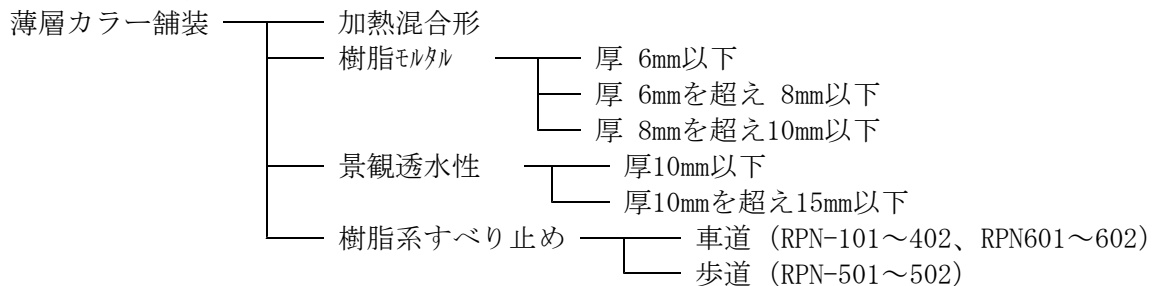 薄層カラー舗装 加熱混合形
樹脂ﾓﾙﾀﾙ 厚 6mm以下
厚 6mmを超え 8mm以下
厚 8mmを超え10mm以下
景観透水性 厚10mm以下
厚10mmを超え15mm以下
樹脂系すべり止め 車道 (RPN-101～402、RPN601～602)
歩道 (RPN-501～502)